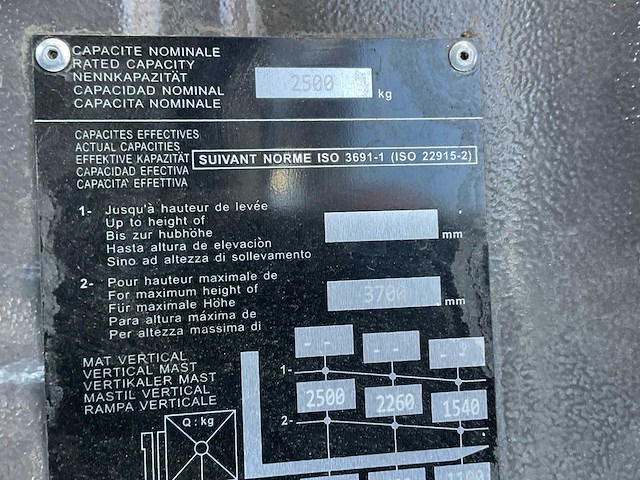 CAPACITE NOMINALE
RATED CAPACITY
NENNKAPAZITÄT
CAPACIDAD NOMINAL
CAPACITA NOMINALE
2500 kg
CAPACITES EFFECTIVES
ACTUAL CAPACITIES
EFFEKTIVE KAPAZITÄT
CAPACIDAD EFECTIVA
CAPACITA' EFFETTIVA
SUIVANT NORME ISO 3691-1 (ISO 22915-2)
1- Jusqu'à hauteur de levée
Up to height of
Bis zur hubhöhe
Hasta altura de elevaciòn
Sino ad altezza di sollevamento
mm
2- Pour hauteur maximale de
For maximum height of
Für maximale Höhe
Para altura máxima de
Per altezza massima di
3700 mm
MAT VERTICAL
VERTICAL MAST
VERTIKALER MAST
MASTIL VERTICAL
RAMPA VERTICALE
- - - - - -
1-
2500 2260 1540
2-
Q : kg
1100